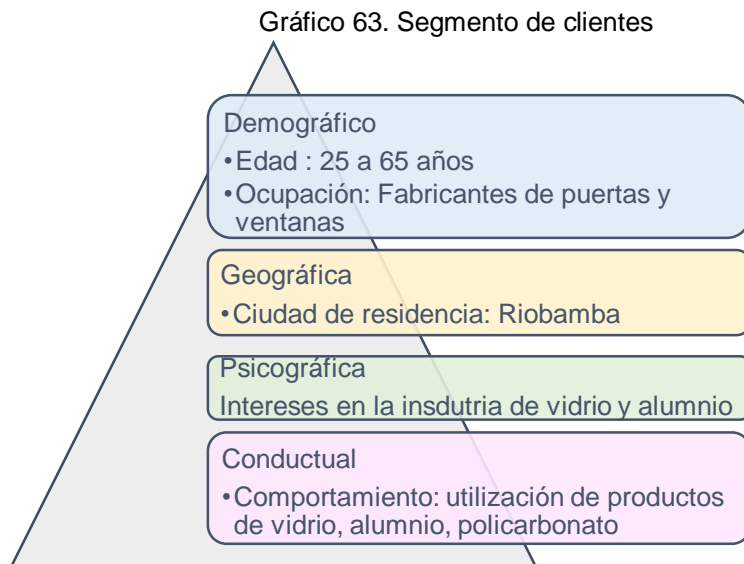 Gráfico 63. Segmento de clientes
Demográfico
•Edad : 25 a 65 años
•Ocupación: Fabricantes de puertas y
ventanas
Geográfica
•Ciudad de residencia: Riobamba
Psicográfica
Intereses en la insdutria de vidrio y alumnio
Conductual
•Comportamiento: utilización de productos
de vidrio, alumnio, policarbonato